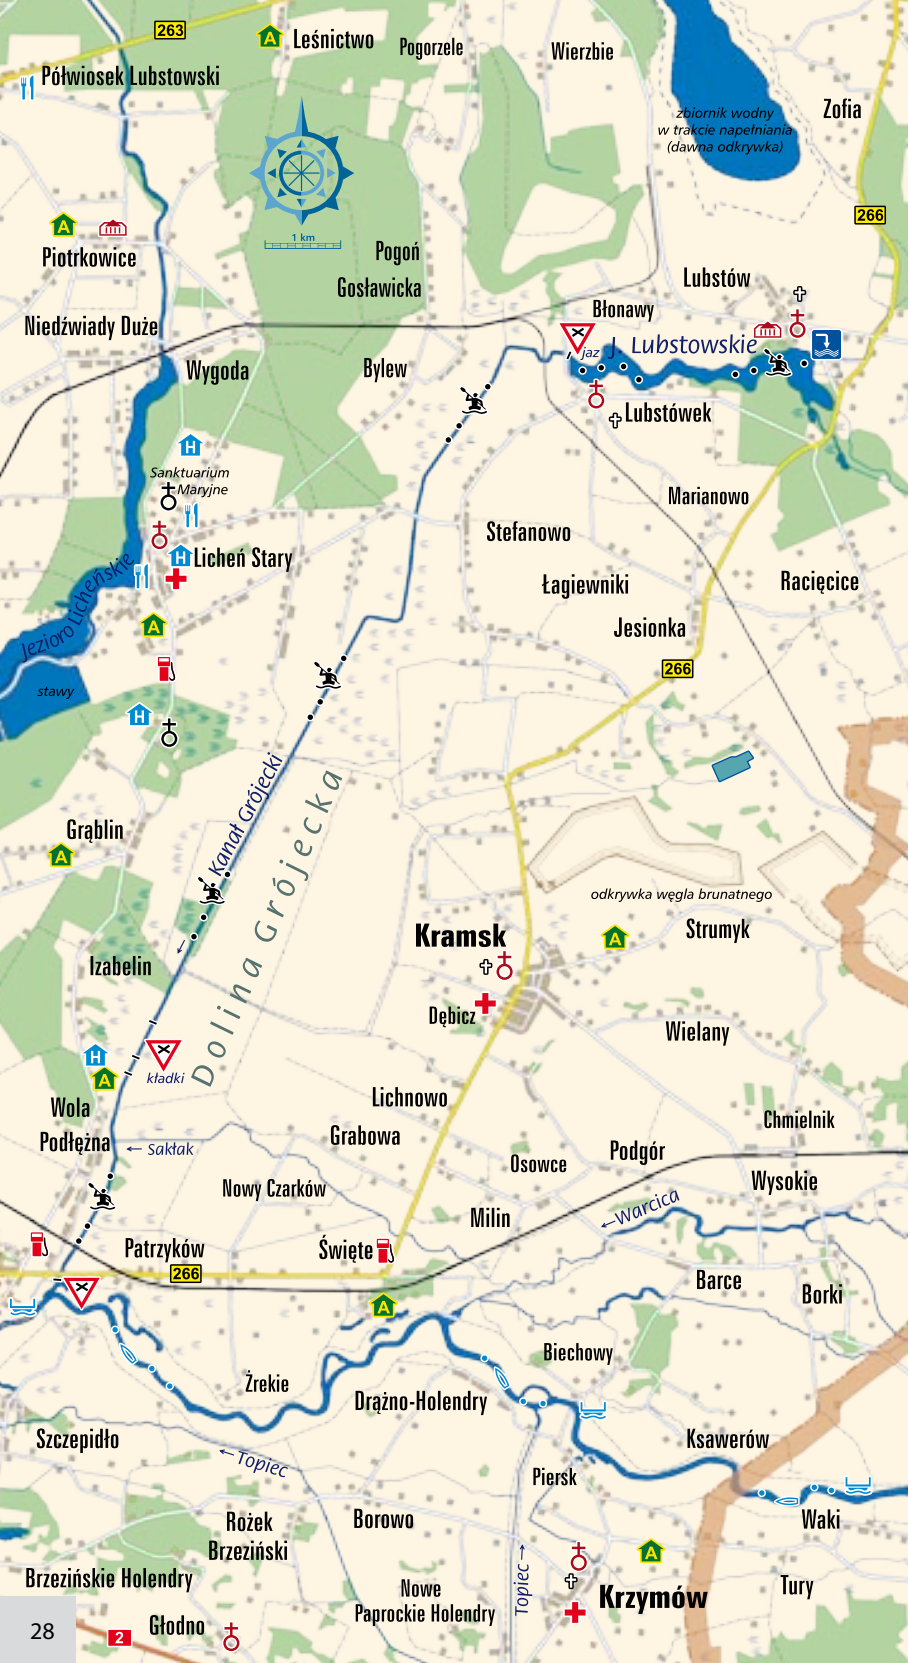 263
A
Leśnictwo
Pogorzele
Wierzbie
Półwiosek Lubstowski
Zofia
zbiornik wodny
w trakcie napełniania
(dawna odkrywka)
266
1 km
A
Piotrkowice
Pogoń
Gosławicka
Lubstów
Niedźwiady Duże
Błonawy
jaz
J. Lubstowskie
Wygoda
Bylew
Lubstówek
H
Sanktuarium
Maryjne
Marianowo
Stefanowo
H
Licheń Stary
Łagiewniki
Racięcice
Jezioro Licheńskie
A
Jesionka
266
stawy
H
Kanał Grójecki
Dolina Grójecka
Grąblin
A
odkrywka węgla brunatnego
Kramsk
A
Strumyk
Izabelin
Dębicz
Wielany
H
A
kładki
Wola
Podłężna
Lichnowo
Chmielnik
Grabowa
← Sakłak
Osowce
Podgór
Nowy Czarków
Wysokie
Milin
←Warcica
Patrzyków
Święte
266
Barce
Borki
A
Biechowy
Żrekie
Drążno-Holendry
Szczepidło
←Topiec
Ksawerów
Piersk
Rożek
Brzeziński
Borowo
Waki
Topiec→
A
Brzezińskie Holendry
Nowe
Paprockie Holendry
Krzymów
Tury
28
2
Głodno